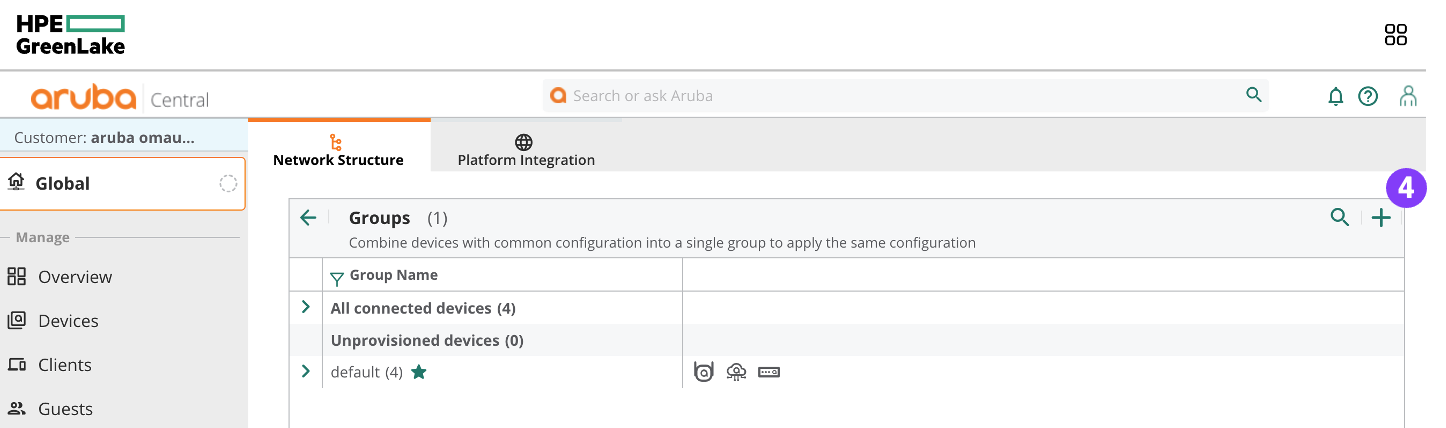 HPE
GreenLake
aruba Central
Search or ask Aruba
Customer: aruba omau...
Network Structure
Platform Integration
Global
4
Groups (1)
Combine devices with common configuration into a single group to apply the same configuration
Manage
Overview
Devices
Clients
Guests
Group Name
All connected devices (4)
Unprovisioned devices (0)
default (4)